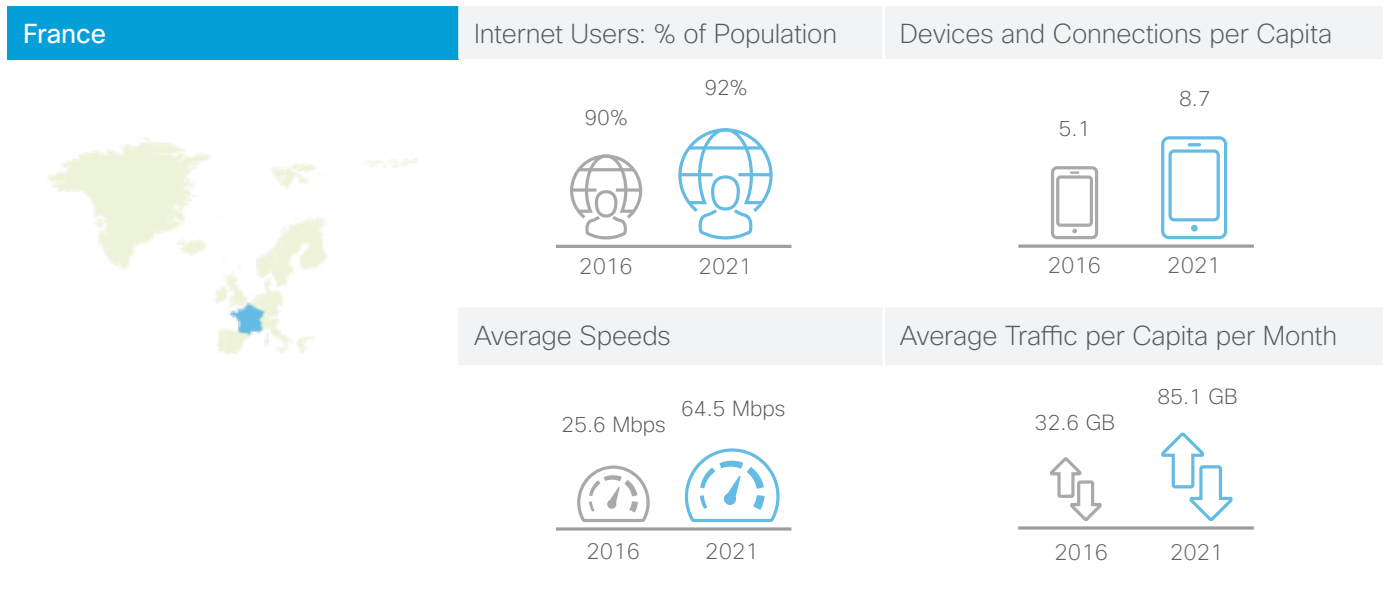 France
Internet Users: % of Population
Devices and Connections per Capita
90%
92%
2016
2021
5.1
8.7
2016
2021
Average Speeds
Average Traffic per Capita per Month
25.6 Mbps
64.5 Mbps
2016
2021
32.6 GB
85.1 GB
2016
2021